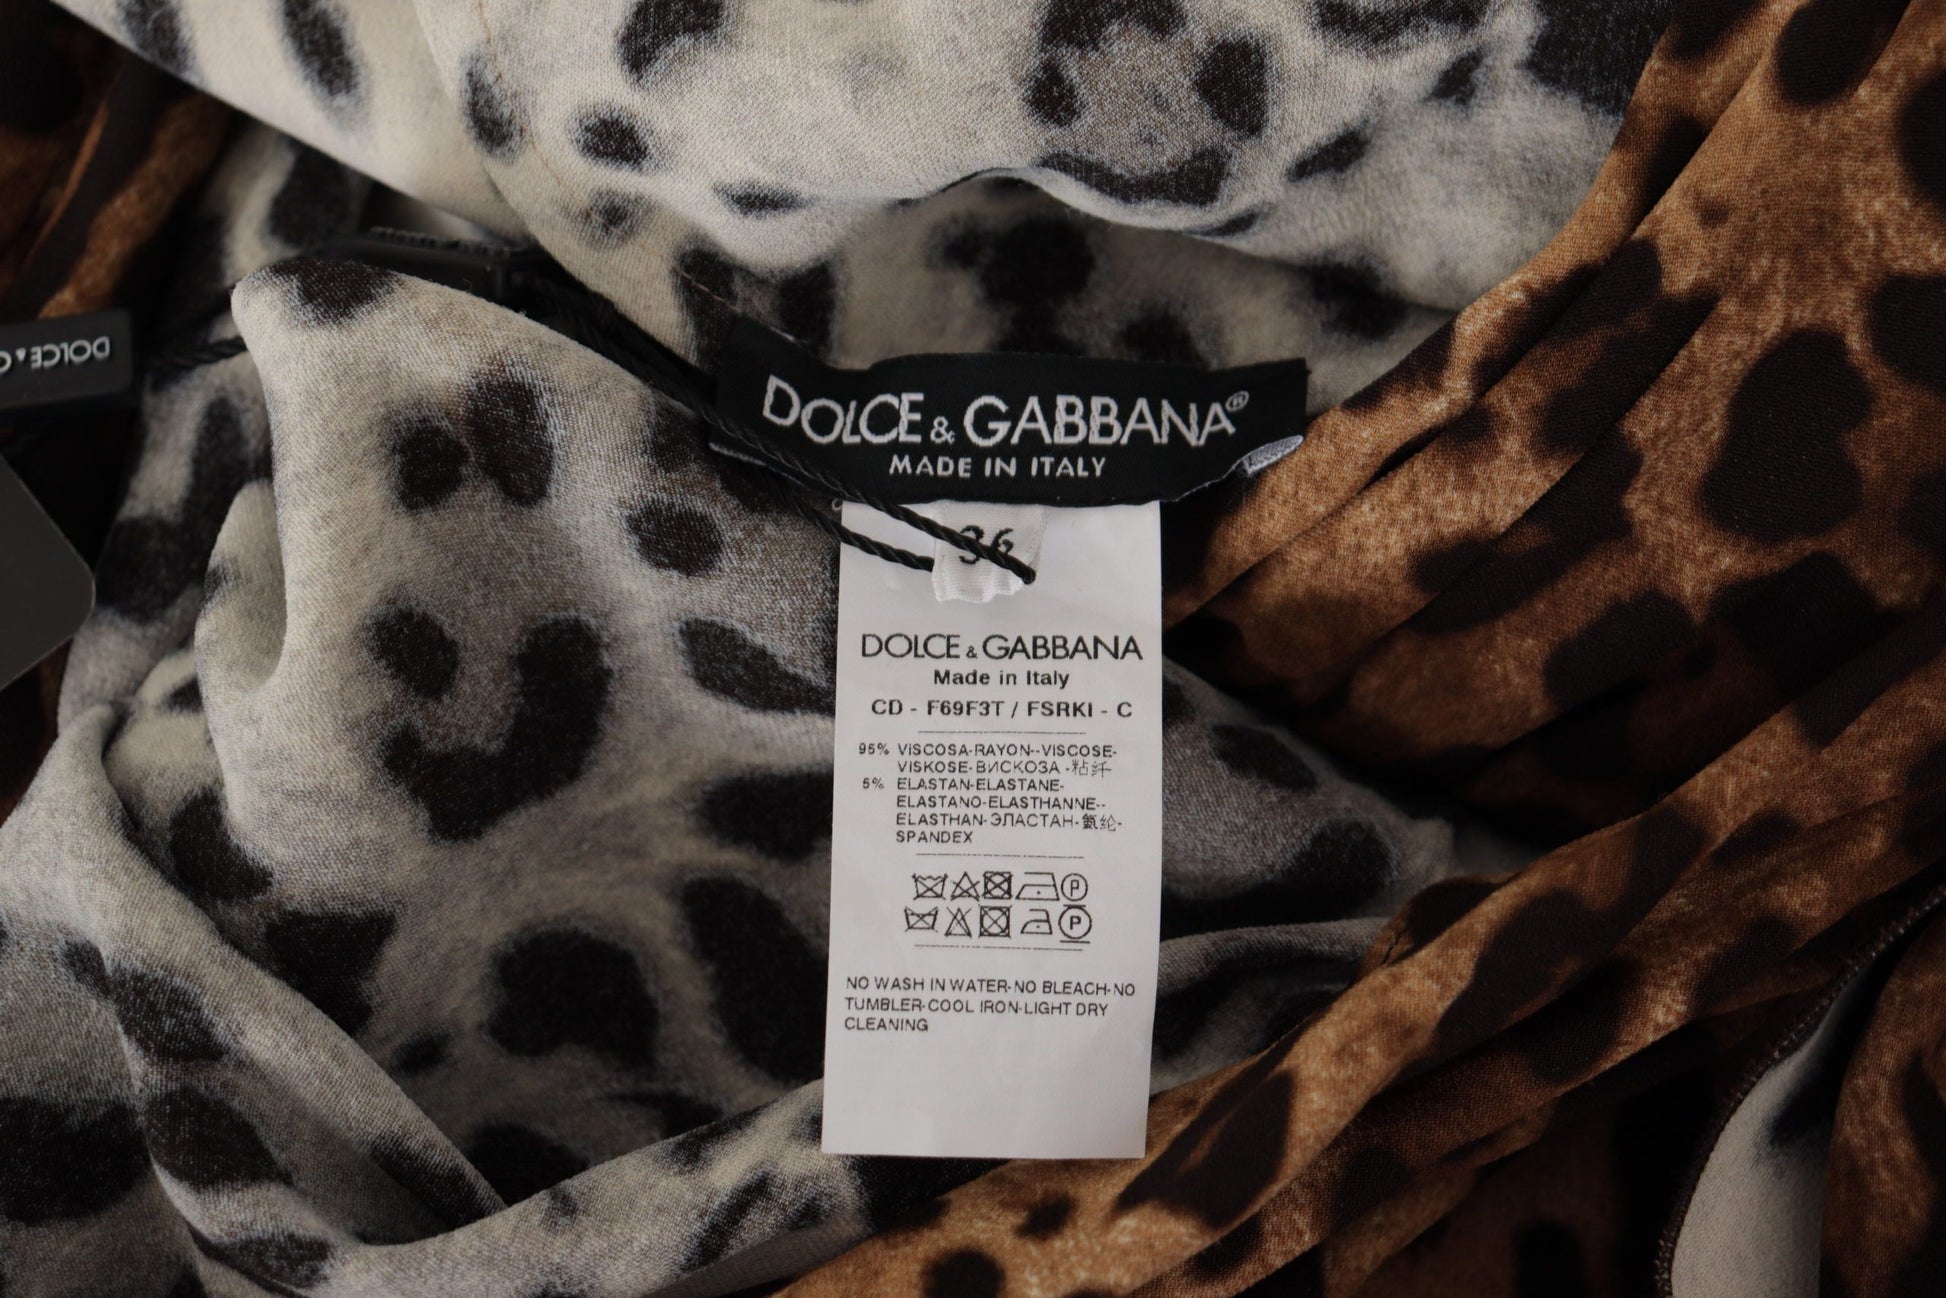 DOLCE & GABBANA®
MADE IN ITALY
36
DOLCE & GABBANA
Made in Italy
CD - F69F3T / FSRKI - C
95% VISCOSA-RAYON--VISCOSE-
VISKOSE-ВИСКОЗА -粘纤-
5% ELASTAN-ELASTANE-
ELASTANO-ELASTHANNE--
ELASTHAN-ЭЛАСТАН-氨纶-
SPANDEX
P
P
NO WASH IN WATER-NO BLEACH-NO
TUMBLER-COOL IRON-LIGHT DRY
CLEANING
DOLCE &